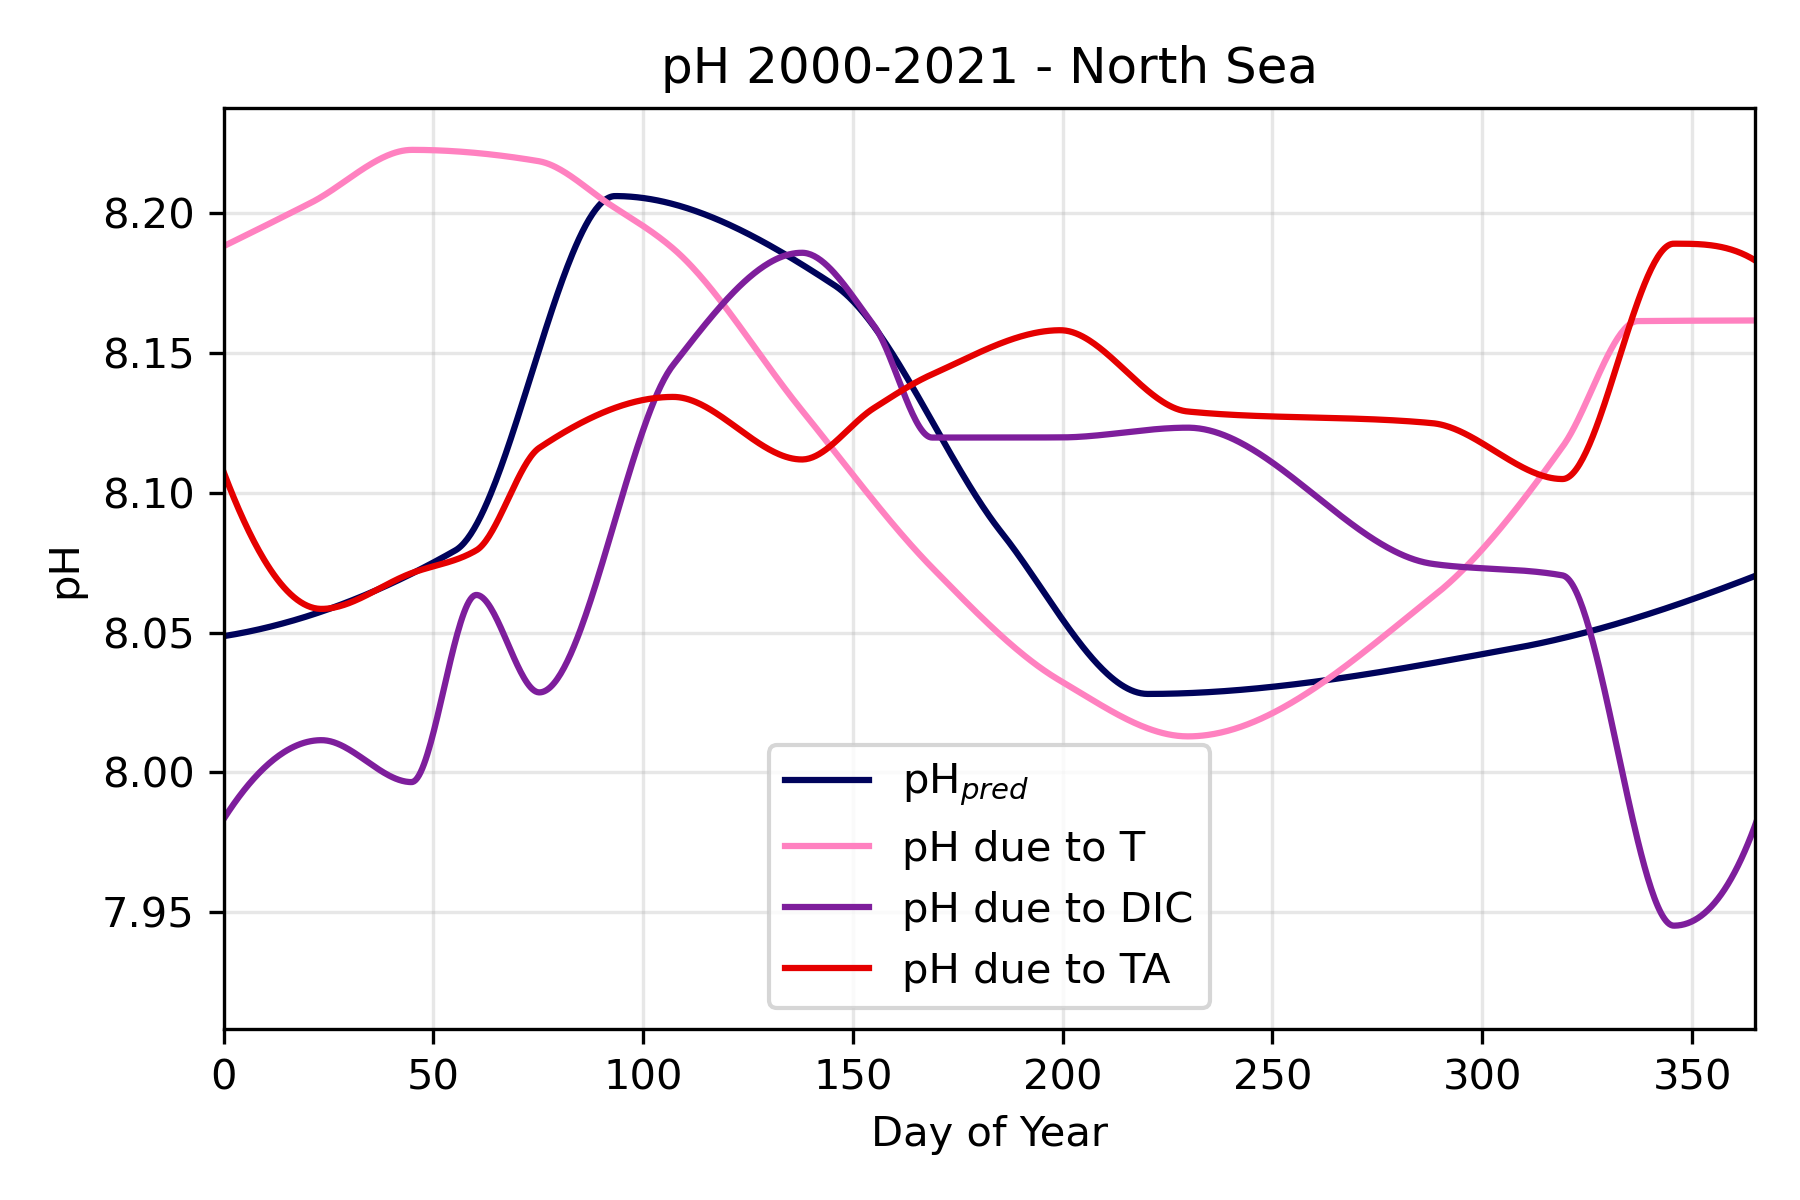 pH 2000-2021 - North Sea
8.20
8.15
8.10
8.05
8.00
7.95
pH
pH_pred
pH due to T
pH due to DIC
pH due to TA
0 50 100 150 200 250 300 350
Day of Year